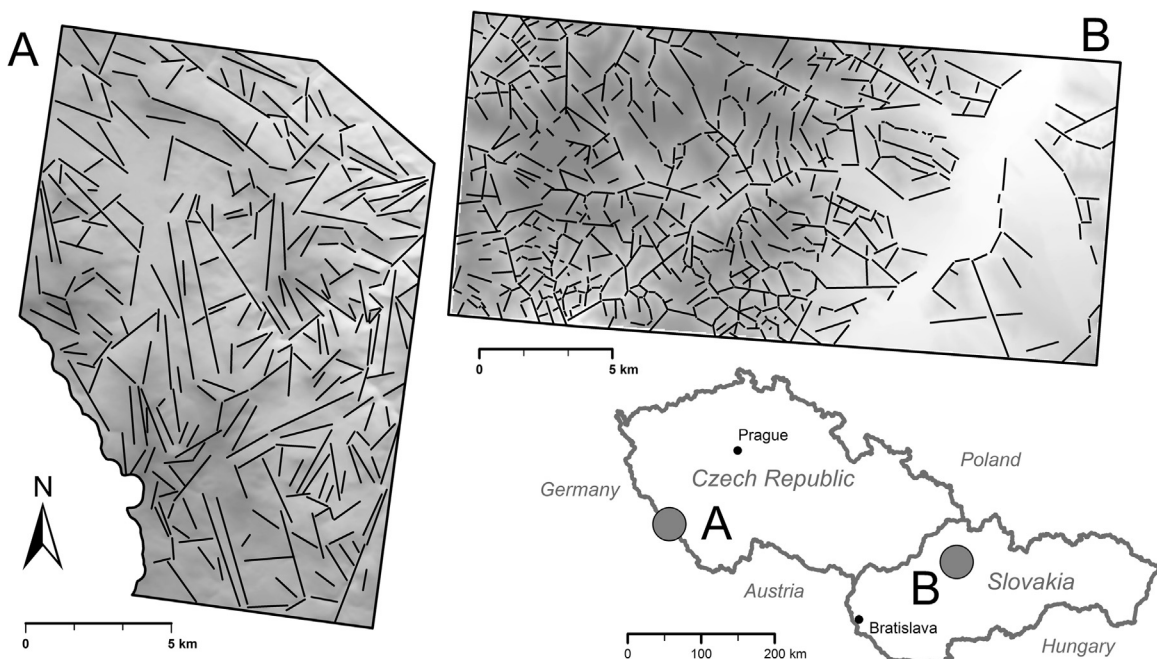 A
B
0 5 km
N
0 5 km
Prague
Czech Republic
Poland
Germany
A
B
Slovakia
Austria
Bratislava
Hungary
0 100 200 km